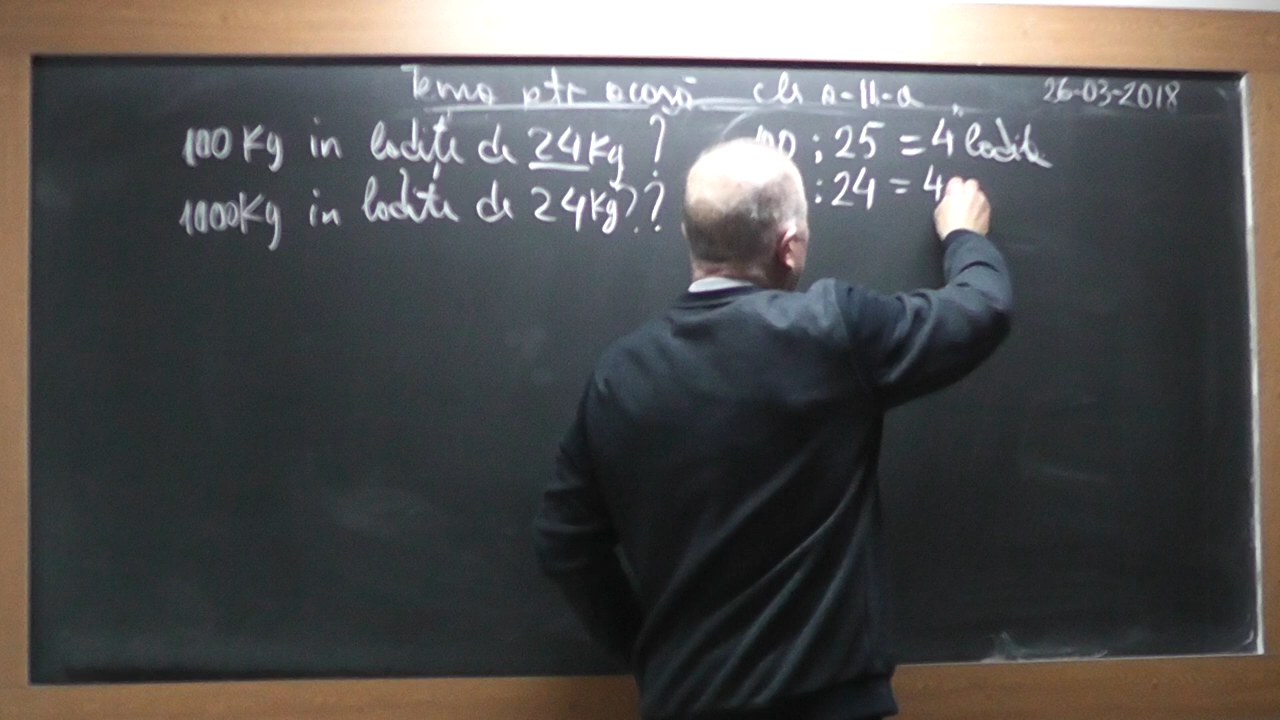 Tema ptr acasă cls a-II-a 26-03-2018
100 Kg in lădițe de 24 Kg ? : 25 = 4 lădițe
1000 Kg in lădițe de 24 Kg ?? : 24 = 4